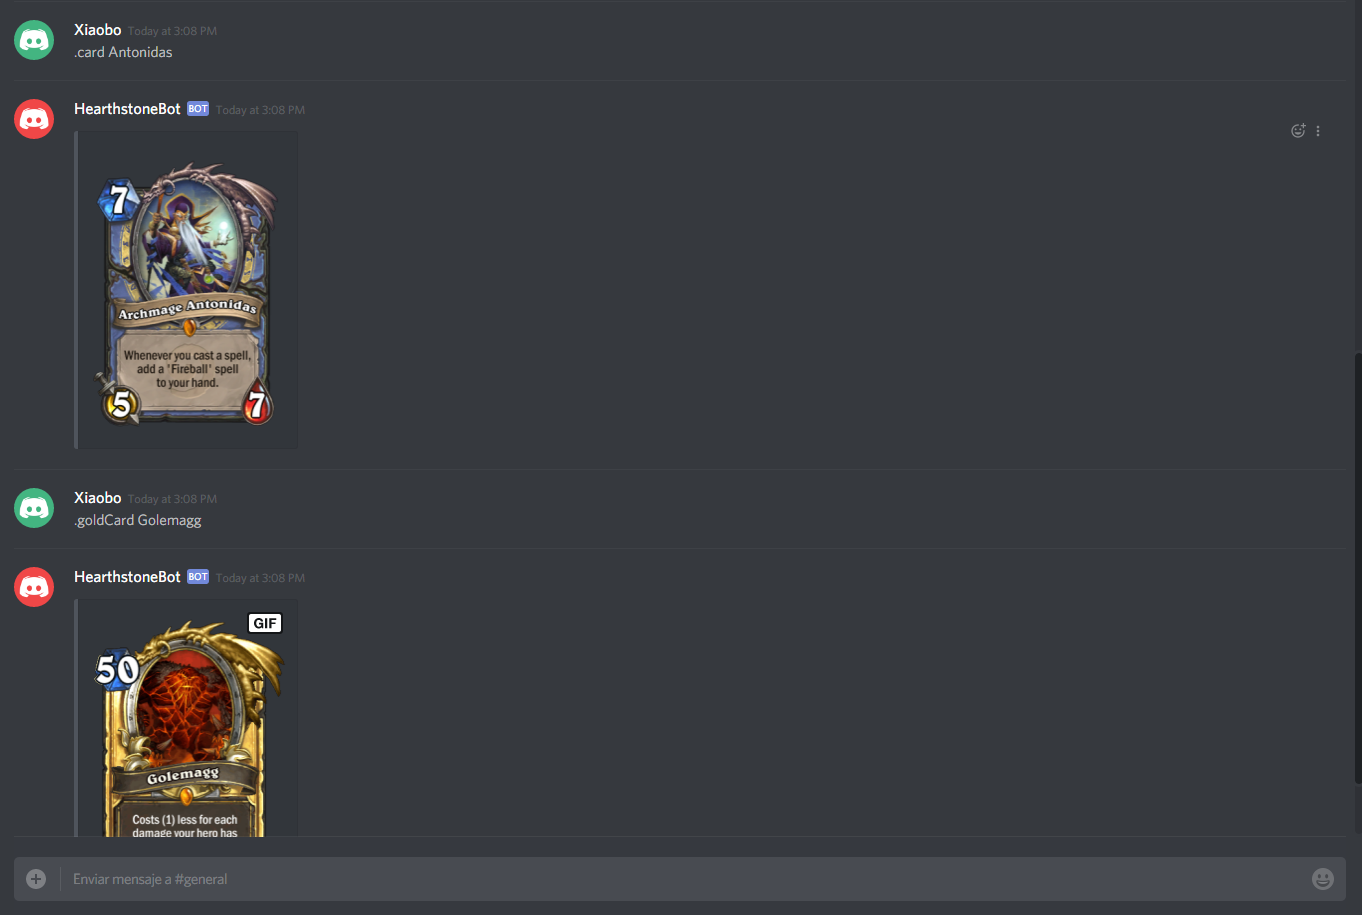 Xiaobo Today at 3:08 PM
.card Antonidas
HearthstoneBot BOT Today at 3:08 PM
7
Archmage Antonidas
Whenever you cast a spell,
add a 'Fireball' spell
to your hand.
5 7
Xiaobo Today at 3:08 PM
.goldCard Golemagg
HearthstoneBot BOT Today at 3:08 PM
GIF
50
Golemagg
Costs (1) less for each
damage your hero has
Enviar mensaje a #general